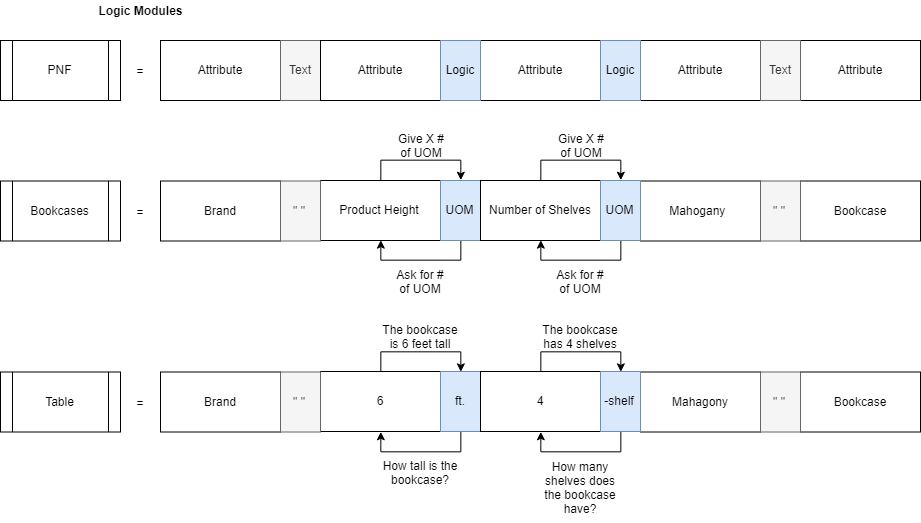 Logic Modules
PNF = Attribute Text Attribute Logic Attribute Logic Attribute Text Attribute
Give X #
of UOM
Give X #
of UOM
Bookcases = Brand " " Product Height UOM Number of Shelves UOM Mahogany " " Bookcase
Ask for #
of UOM
Ask for #
of UOM
The bookcase
is 6 feet tall
The bookcase
has 4 shelves
Table = Brand " " 6 ft. 4 -shelf Mahagony " " Bookcase
How tall is the
bookcase?
How many
shelves does
the bookcase
have?